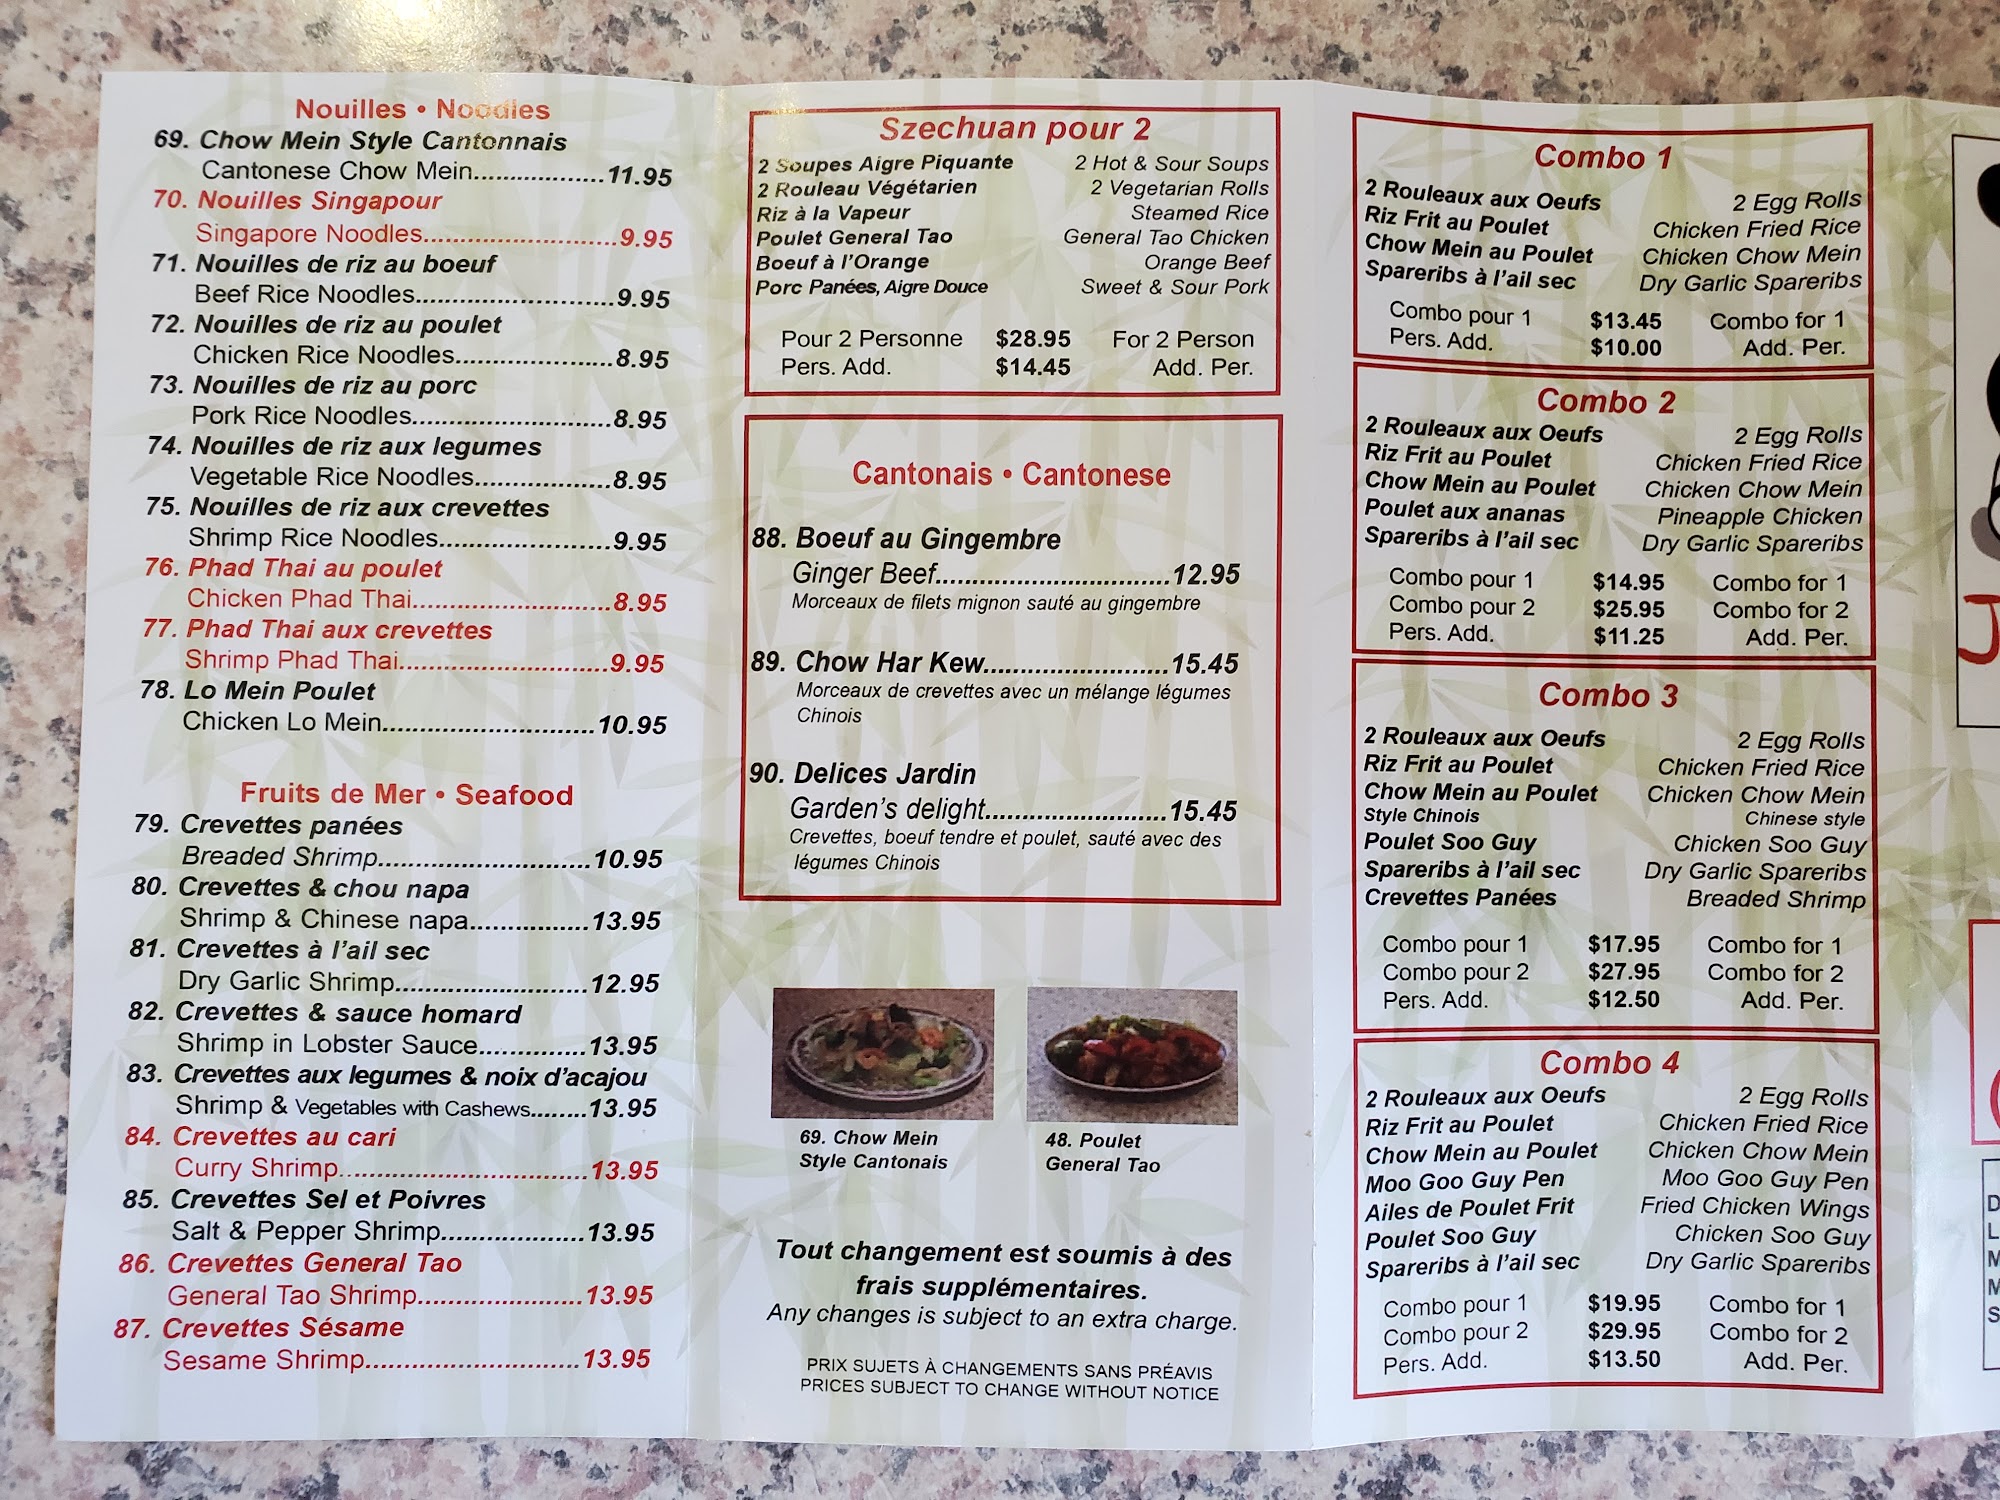 Nouilles • Noodles
69. Chow Mein Style Cantonnais
Cantonese Chow Mein..................11.95
70. Nouilles Singapour
Singapore Noodles...........................9.95
71. Nouilles de riz au boeuf
Beef Rice Noodles............................9.95
72. Nouilles de riz au poulet
Chicken Rice Noodles......................8.95
73. Nouilles de riz au porc
Pork Rice Noodles............................8.95
74. Nouilles de riz aux legumes
Vegetable Rice Noodles...................8.95
75. Nouilles de riz aux crevettes
Shrimp Rice Noodles........................9.95
76. Phad Thai au poulet
Chicken Phad Thai...........................8.95
77. Phad Thai aux crevettes
Shrimp Phad Thai.............................9.95
78. Lo Mein Poulet
Chicken Lo Mein.............................10.95
Fruits de Mer • Seafood
79. Crevettes panées
Breaded Shrimp.............................10.95
80. Crevettes & chou napa
Shrimp & Chinese napa................13.95
81. Crevettes à l'ail sec
Dry Garlic Shrimp..........................12.95
82. Crevettes & sauce homard
Shrimp in Lobster Sauce..............13.95
83. Crevettes aux legumes & noix d'acajou
Shrimp & Vegetables with Cashews........13.95
84. Crevettes au cari
Curry Shrimp..................................13.95
85. Crevettes Sel et Poivres
Salt & Pepper Shrimp....................13.95
86. Crevettes General Tao
General Tao Shrimp.......................13.95
87. Crevettes Sésame
Sesame Shrimp.............................13.95
Szechuan pour 2
2 Soupes Aigre Piquante 2 Hot & Sour Soups
2 Rouleau Végétarien 2 Vegetarian Rolls
Riz à la Vapeur Steamed Rice
Poulet General Tao General Tao Chicken
Boeuf à l'Orange Orange Beef
Porc Panées, Aigre Douce Sweet & Sour Pork
Pour 2 Personne $28.95 For 2 Person
Pers. Add. $14.45 Add. Per.
Cantonais • Cantonese
88. Boeuf au Gingembre
Ginger Beef................................12.95
Morceaux de filets mignon sauté au gingembre
89. Chow Har Kew.........................15.45
Morceaux de crevettes avec un mélange légumes
Chinois
90. Delices Jardin
Garden's delight.........................15.45
Crevettes, boeuf tendre et poulet, sauté avec des
légumes Chinois
69. Chow Mein
Style Cantonais
48. Poulet
General Tao
Tout changement est soumis à des
frais supplémentaires.
Any changes is subject to an extra charge.
PRIX SUJETS À CHANGEMENTS SANS PRÉAVIS
PRICES SUBJECT TO CHANGE WITHOUT NOTICE
Combo 1
2 Rouleaux aux Oeufs 2 Egg Rolls
Riz Frit au Poulet Chicken Fried Rice
Chow Mein au Poulet Chicken Chow Mein
Spareribs à l'ail sec Dry Garlic Spareribs
Combo pour 1 $13.45 Combo for 1
Pers. Add. $10.00 Add. Per.
Combo 2
2 Rouleaux aux Oeufs 2 Egg Rolls
Riz Frit au Poulet Chicken Fried Rice
Chow Mein au Poulet Chicken Chow Mein
Poulet aux ananas Pineapple Chicken
Spareribs à l'ail sec Dry Garlic Spareribs
Combo pour 1 $14.95 Combo for 1
Combo pour 2 $25.95 Combo for 2
Pers. Add. $11.25 Add. Per.
Combo 3
2 Rouleaux aux Oeufs 2 Egg Rolls
Riz Frit au Poulet Chicken Fried Rice
Chow Mein au Poulet Chicken Chow Mein
Style Chinois Chinese style
Poulet Soo Guy Chicken Soo Guy
Spareribs à l'ail sec Dry Garlic Spareribs
Crevettes Panées Breaded Shrimp
Combo pour 1 $17.95 Combo for 1
Combo pour 2 $27.95 Combo for 2
Pers. Add. $12.50 Add. Per.
Combo 4
2 Rouleaux aux Oeufs 2 Egg Rolls
Riz Frit au Poulet Chicken Fried Rice
Chow Mein au Poulet Chicken Chow Mein
Moo Goo Guy Pen Moo Goo Guy Pen
Ailes de Poulet Frit Fried Chicken Wings
Poulet Soo Guy Chicken Soo Guy
Spareribs à l'ail sec Dry Garlic Spareribs
Combo pour 1 $19.95 Combo for 1
Combo pour 2 $29.95 Combo for 2
Pers. Add. $13.50 Add. Per.
J
D
L
M
M
S